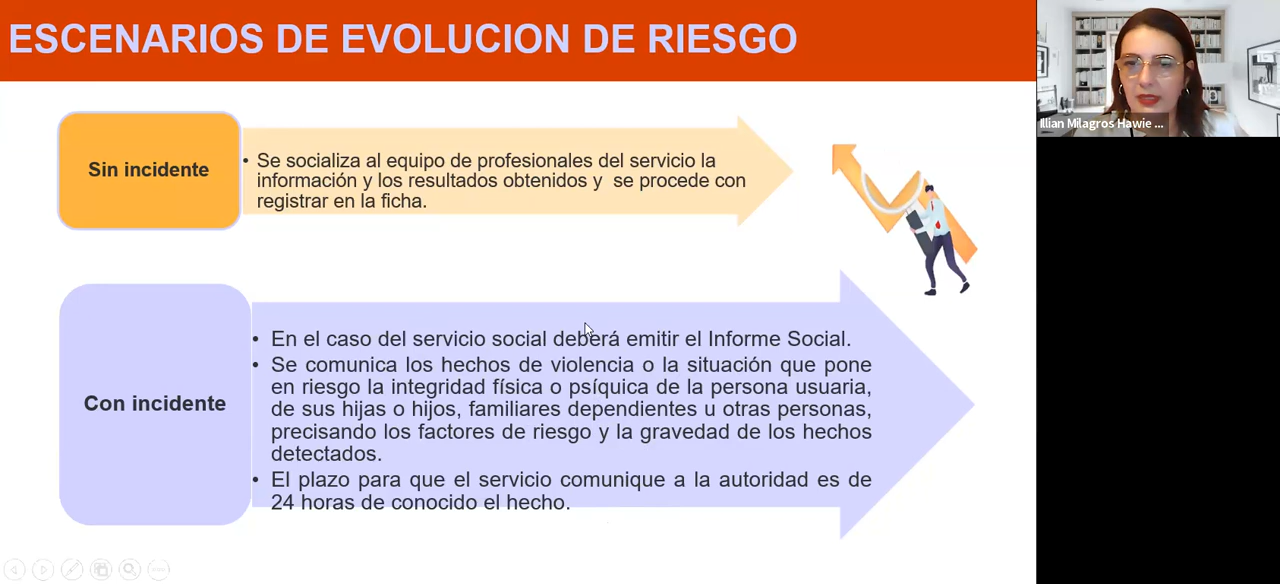 ESCENARIOS DE EVOLUCION DE RIESGO
Illian Milagros Hawie ...
Sin incidente
• Se socializa al equipo de profesionales del servicio la
información y los resultados obtenidos y se procede con
registrar en la ficha.
Con incidente
• En el caso del servicio social deberá emitir el Informe Social.
• Se comunica los hechos de violencia o la situación que pone
en riesgo la integridad física o psíquica de la persona usuaria,
de sus hijas o hijos, familiares dependientes u otras personas,
precisando los factores de riesgo y la gravedad de los hechos
detectados.
• El plazo para que el servicio comunique a la autoridad es de
24 horas de conocido el hecho.